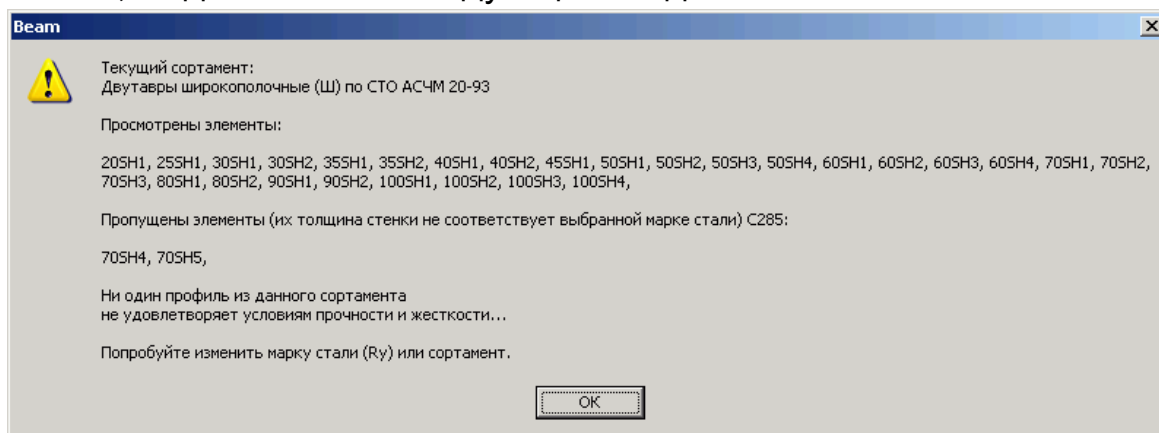 Beam
Текущий сортамент:
Двутавры широкополочные (Ш) по СТО АСЧМ 20-93
Просмотрены элементы:
20SH1, 25SH1, 30SH1, 30SH2, 35SH1, 35SH2, 40SH1, 40SH2, 45SH1, 50SH1, 50SH2, 50SH3, 50SH4, 60SH1, 60SH2, 60SH3, 60SH4, 70SH1, 70SH2,
70SH3, 80SH1, 80SH2, 90SH1, 90SH2, 100SH1, 100SH2, 100SH3, 100SH4,
Пропущены элементы (их толщина стенки не соответствует выбранной марке стали) С285:
70SH4, 70SH5,
Ни один профиль из данного сортамента
не удовлетворяет условиям прочности и жесткости...
Попробуйте изменить марку стали (Ry) или сортамент.
OK